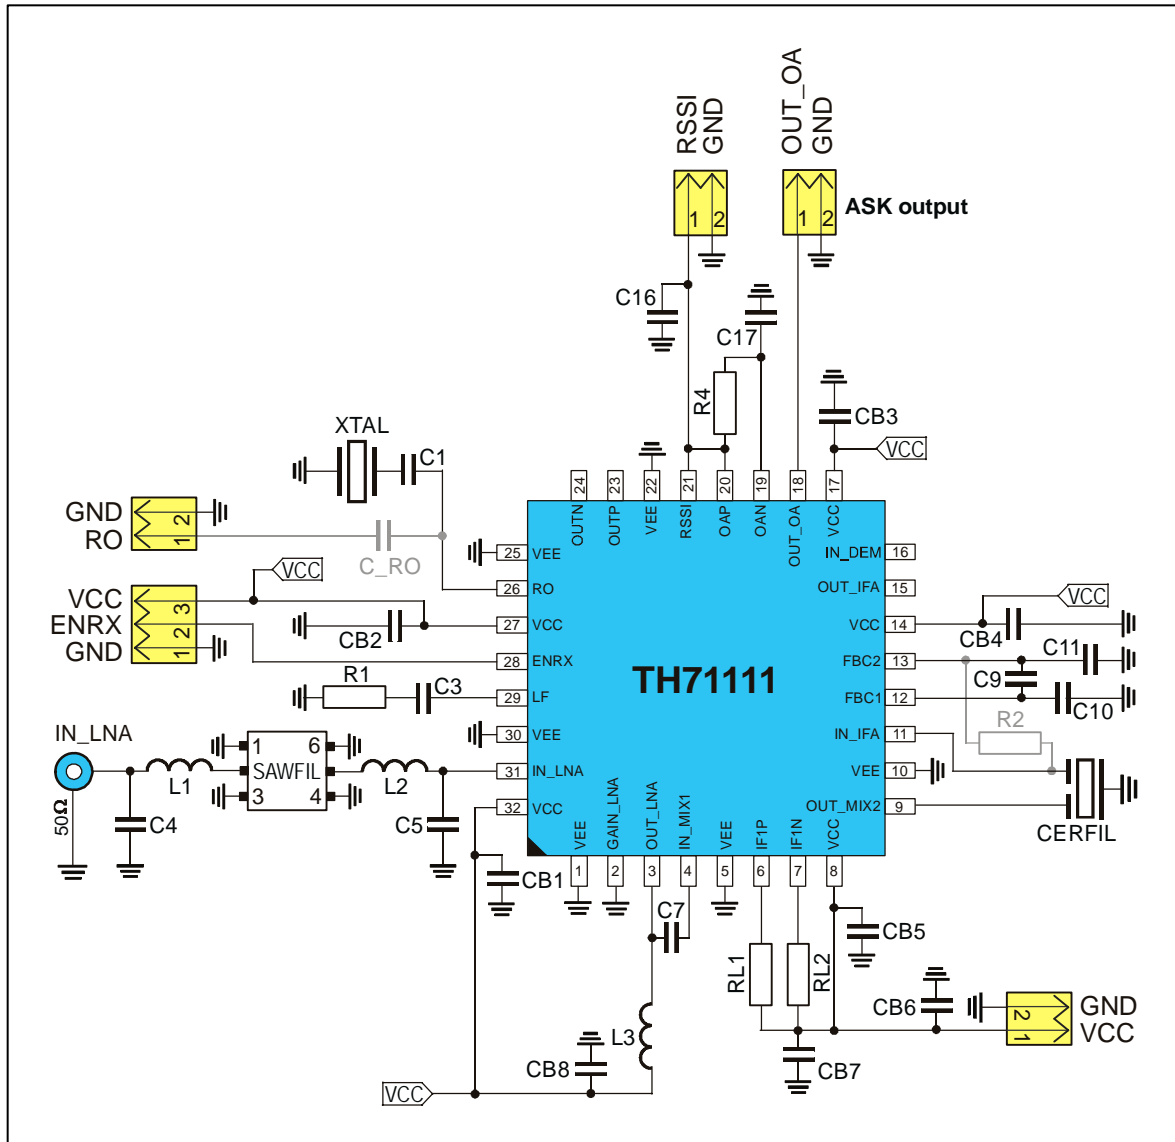 RSSI
GND
OUT_OA
GND
1
2
1
2
ASK output
C16
C17
R4
CB3
VCC
XTAL
C1
GND
RO
2
1
C_RO
VCC
VCC
ENRX
GND
3
2
1
CB2
R1
C3
IN_LNA
50Ω
L1
1
6
SAWFIL
3
4
L2
C4
C5
24
23
22
21
20
19
18
17
OUTN
OUTP
VEE
RSSI
OAP
OAN
OUT_OA
VCC
25
VEE
26
RO
27
VCC
28
ENRX
29
LF
30
VEE
31
IN_LNA
32
VCC
TH71111
IN_DEM
16
OUT_IFA
15
VCC
14
FBC2
13
FBC1
12
IN_IFA
11
VEE
10
OUT_MIX2
9
VEE
GAIN_LNA
OUT_LNA
IN_MIX1
VEE
IF1P
IF1N
VCC
1
2
3
4
5
6
7
8
VCC
CB4
C11
C9
C10
R2
CERFIL
CB1
C7
CB5
RL1
RL2
CB6
2
1
GND
VCC
L3
CB8
CB7
VCC